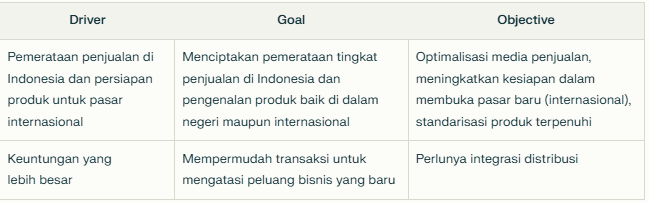 Driver
Goal
Objective
Pemerataan penjualan di
Indonesia dan persiapan
produk untuk pasar
internasional
Menciptakan pemerataan tingkat
penjualan di Indonesia dan
pengenalan produk baik di dalam
negeri maupun internasional
Optimalisasi media penjualan,
meningkatkan kesiapan dalam
membuka pasar baru (internasional),
standarisasi produk terpenuhi
Keuntungan yang
lebih besar
Mempermudah transaksi untuk
mengatasi peluang bisnis yang baru
Perlunya integrasi distribusi